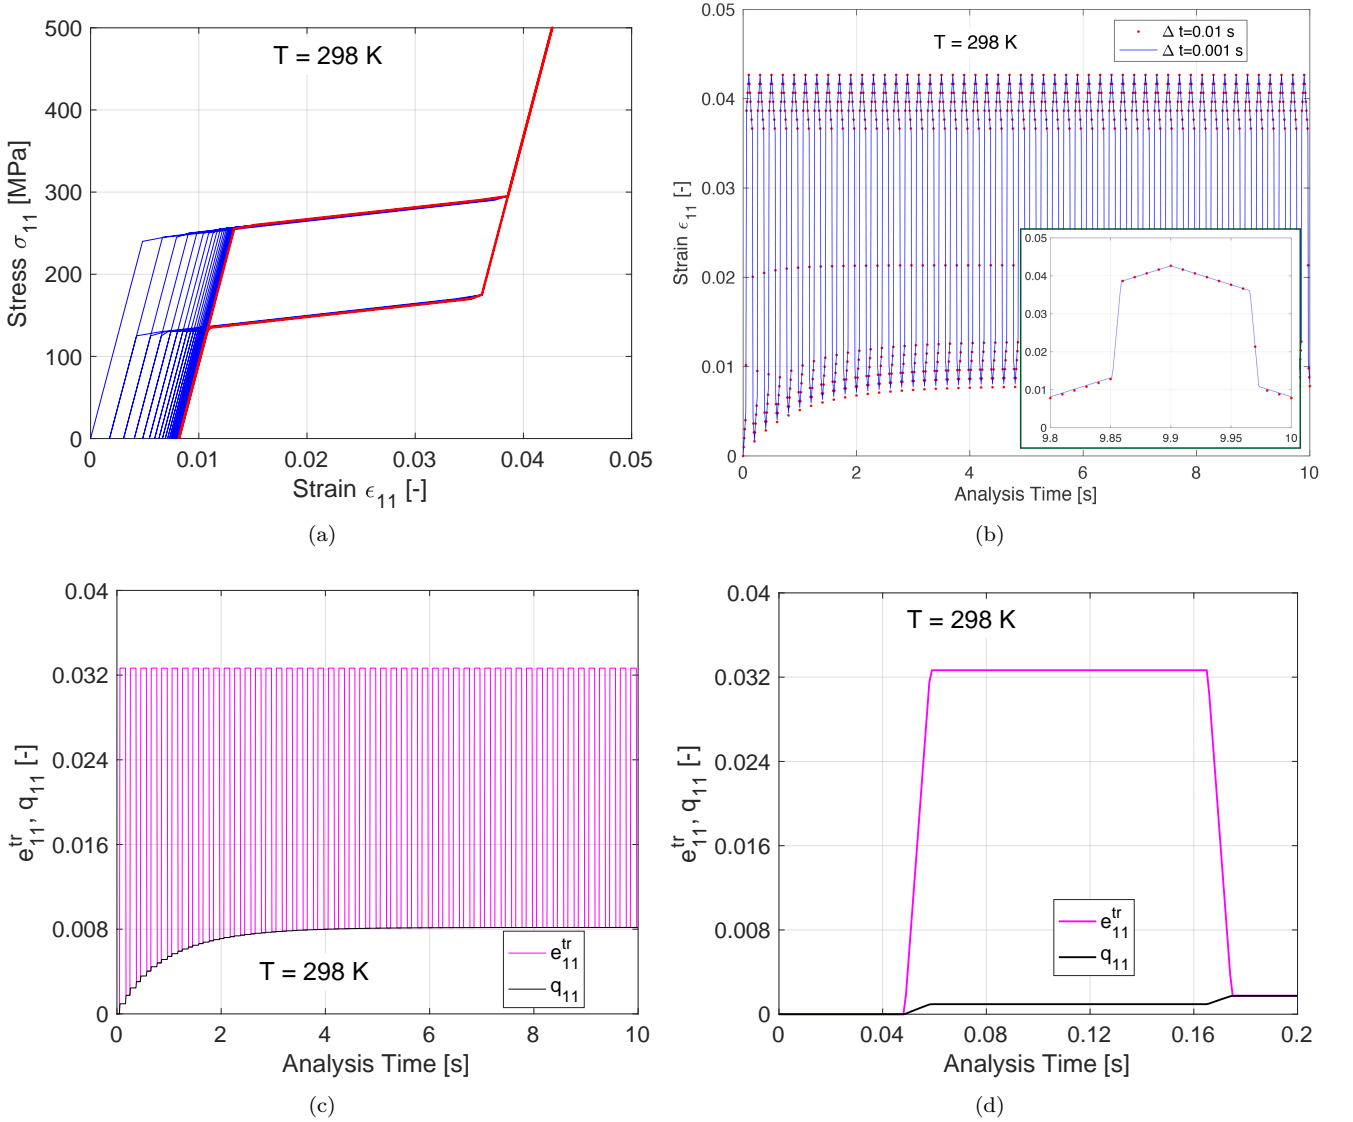 500
400
300
200
100
0
0
0.01
0.02
0.03
0.04
0.05
Stress σ11 [MPa]
Strain ϵ11 [-]
T = 298 K
(a)
0.05
0.04
0.03
0.02
0.01
0
0
2
4
6
8
10
Strain ϵ11 [-]
Analysis Time [s]
T = 298 K
Δ t=0.01 s
Δ t=0.001 s
0.05
0.04
0.03
0.02
0.01
0
9.8
9.85
9.9
9.95
10
(b)
0.04
0.032
0.024
0.016
0.008
0
0
2
4
6
8
10
e^tr_11, q11 [-]
Analysis Time [s]
T = 298 K
e^tr_11
q11
(c)
0.04
0.032
0.024
0.016
0.008
0
0
0.04
0.08
0.12
0.16
0.2
e^tr_11, q11 [-]
Analysis Time [s]
T = 298 K
e^tr_11
q11
(d)